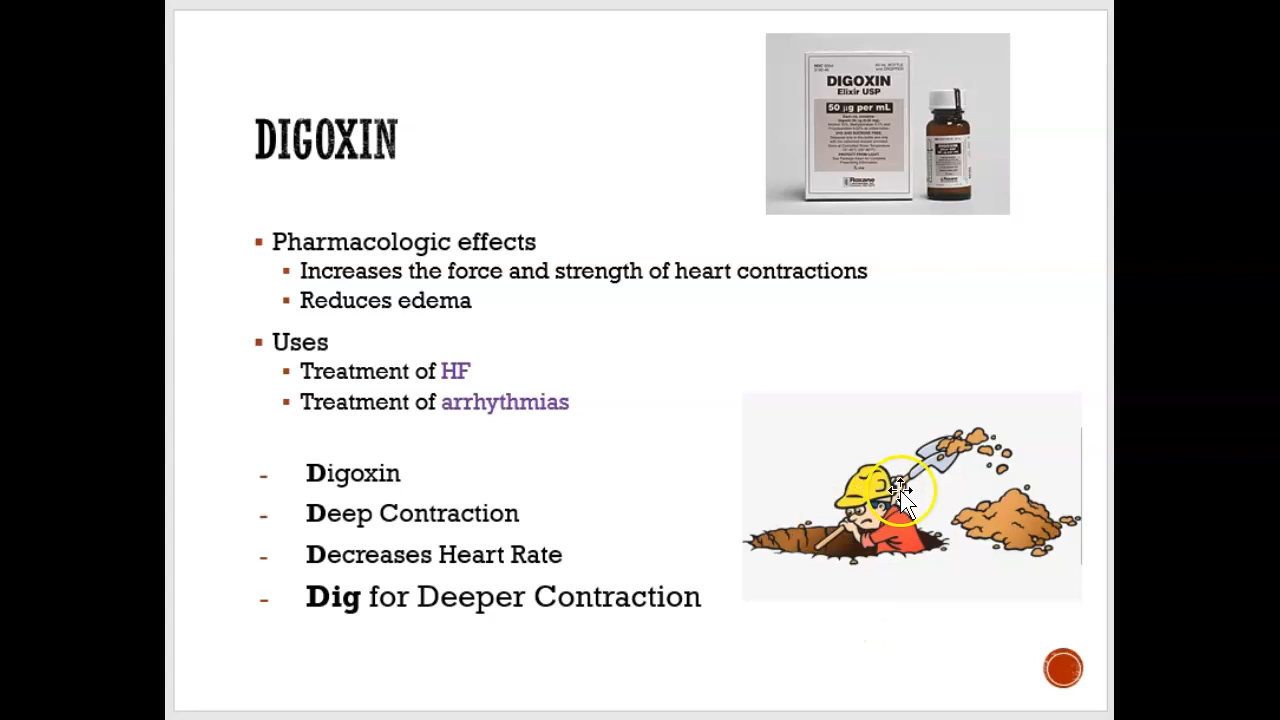 DIGOXIN
Elixir USP
50 µg per mL
Roxane
DIGOXIN
▪ Pharmacologic effects
▪ Increases the force and strength of heart contractions
▪ Reduces edema
▪ Uses
▪ Treatment of HF
▪ Treatment of arrhythmias
- Digoxin
- Deep Contraction
- Decreases Heart Rate
- Dig for Deeper Contraction